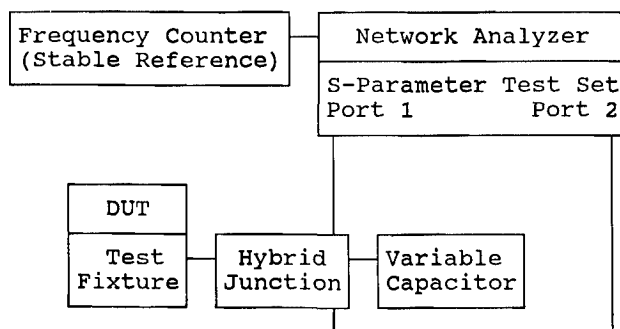 Frequency Counter
(Stable Reference)
Network Analyzer
S-Parameter Test Set
Port 1 Port 2
DUT
Test
Fixture
Hybrid
Junction
Variable
Capacitor